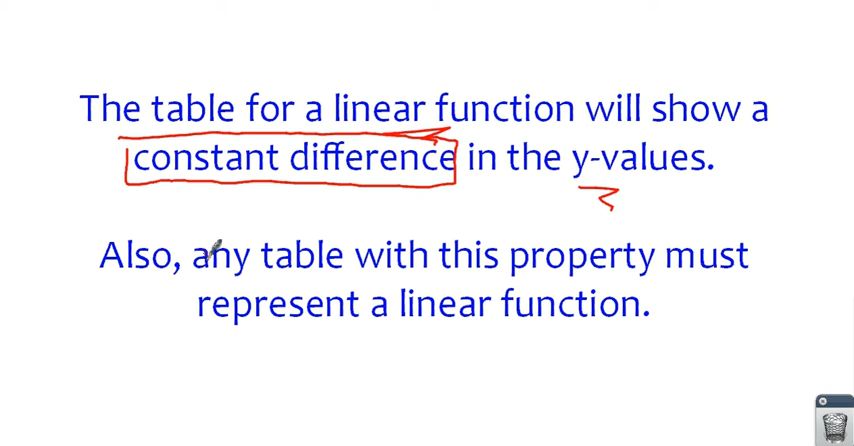 The table for a linear function will show a
constant difference in the y-values.
Also, any table with this property must
represent a linear function.